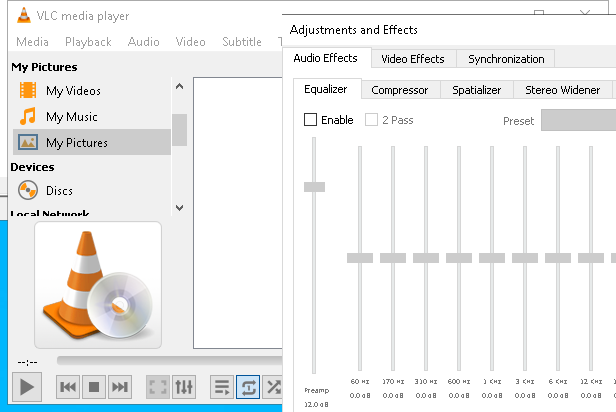 VLC media player
Media Playback Audio Video Subtitle
My Pictures
My Videos
My Music
My Pictures
Devices
Discs
Local Network
--:--
Adjustments and Effects
Audio Effects Video Effects Synchronization
Equalizer Compressor Spatializer Stereo Widener
Enable 2 Pass Preset
60 Hz 170 Hz 310 Hz 600 Hz 1 KHz 3 KHz 6 KHz 12 KHz
Preamp 0.0 dB 0.0 dB 0.0 dB 0.0 dB 0.0 dB 0.0 dB 0.0 dB 0.0 dB
12.0 dB